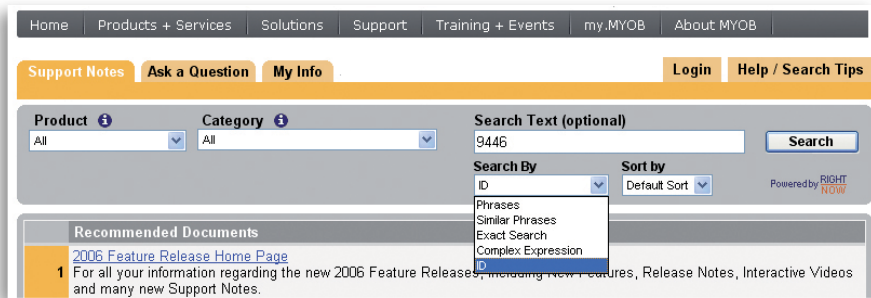 Home Products + Services Solutions Support Training + Events my.MYOB About MYOB
Support Notes Ask a Question My Info Login Help / Search Tips
Product Category Search Text (optional)
All All 9446 Search
Search By Sort by
ID Default Sort Powered by RIGHT NOW
Phrases
Similar Phrases
Exact Search
Complex Expression
ID
Recommended Documents
2006 Feature Release Home Page
1 For all your information regarding the new 2006 Feature Releases, including New Features, Release Notes, Interactive Videos
and many new Support Notes.